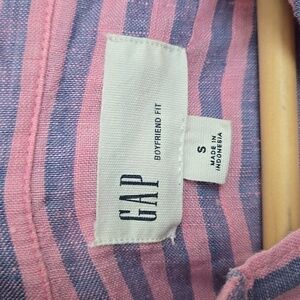 GAP
BOYFRIEND FIT
S
MADE IN
INDONESIA